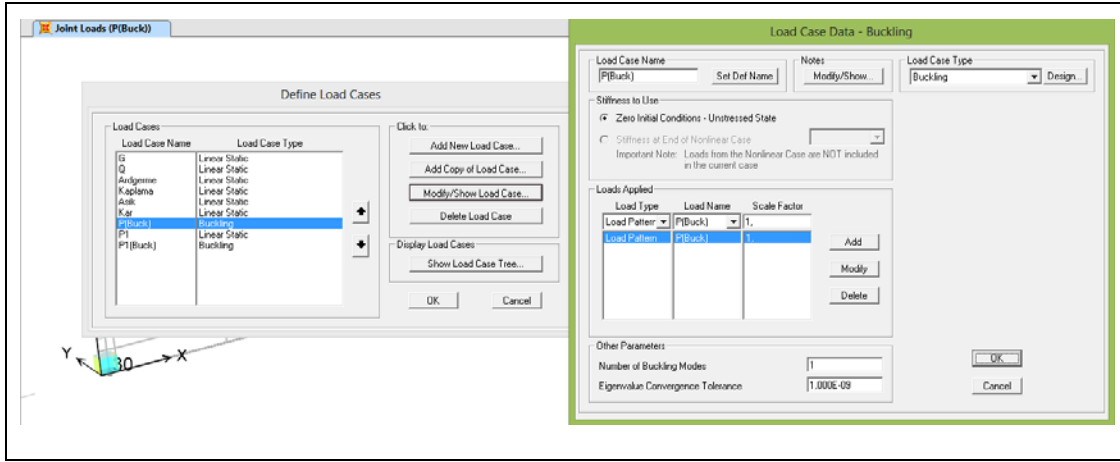 Joint Loads (P(Buck))
Define Load Cases
Load Cases
Load Case Name Load Case Type
G Linear Static
Q Linear Static
Ardgerme Linear Static
Kaplama Linear Static
Asik Linear Static
Kar Linear Static
P(Buck) Buckling
P1 Linear Static
P1(Buck) Buckling
Click to:
Add New Load Case...
Add Copy of Load Case...
Modify/Show Load Case...
Delete Load Case
Display Load Cases
Show Load Case Tree...
OK Cancel
Y 30 X
Load Case Data - Buckling
Load Case Name
P(Buck) Set Def Name
Notes
Modify/Show...
Load Case Type
Buckling Design...
Stiffness to Use
Zero Initial Conditions - Unstressed State
Stiffness at End of Nonlinear Case
Important Note: Loads from the Nonlinear Case are NOT included
in the current case
Loads Applied
Load Type Load Name Scale Factor
Load Pattern P(Buck) 1,
Load Pattern P(Buck) 1,
Add
Modify
Delete
Other Parameters
Number of Buckling Modes 1
Eigenvalue Convergence Tolerance 1.000E-09
OK
Cancel